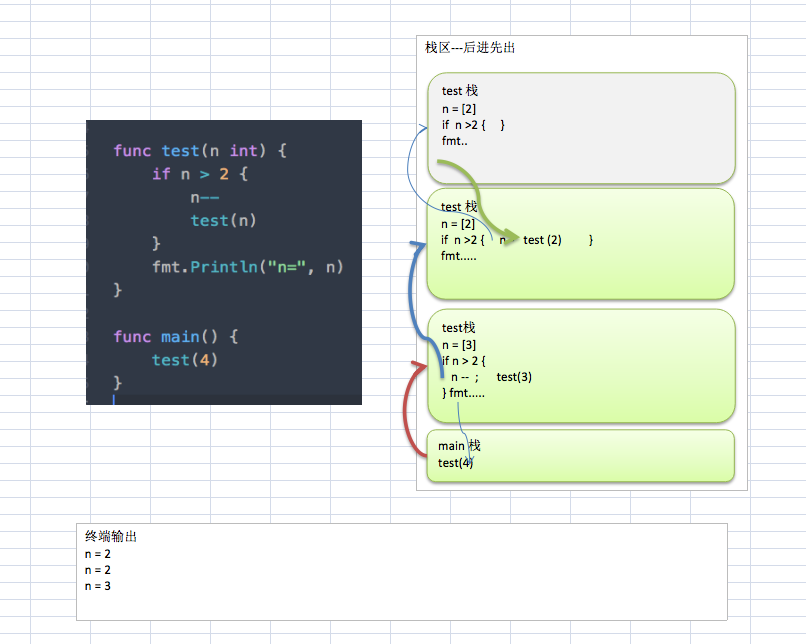 func test(n int) {
if n > 2 {
n--
test(n)
}
fmt.Println("n=", n)
}
func main() {
test(4)
}
栈区---后进先出
test 栈
n = [2]
if n >2 { }
fmt..
test 栈
n = [2]
if n >2 { n-- test (2) }
fmt.....
test栈
n = [3]
if n > 2 {
n -- ; test(3)
} fmt.....
main 栈
test(4)
终端输出
n = 2
n = 2
n = 3